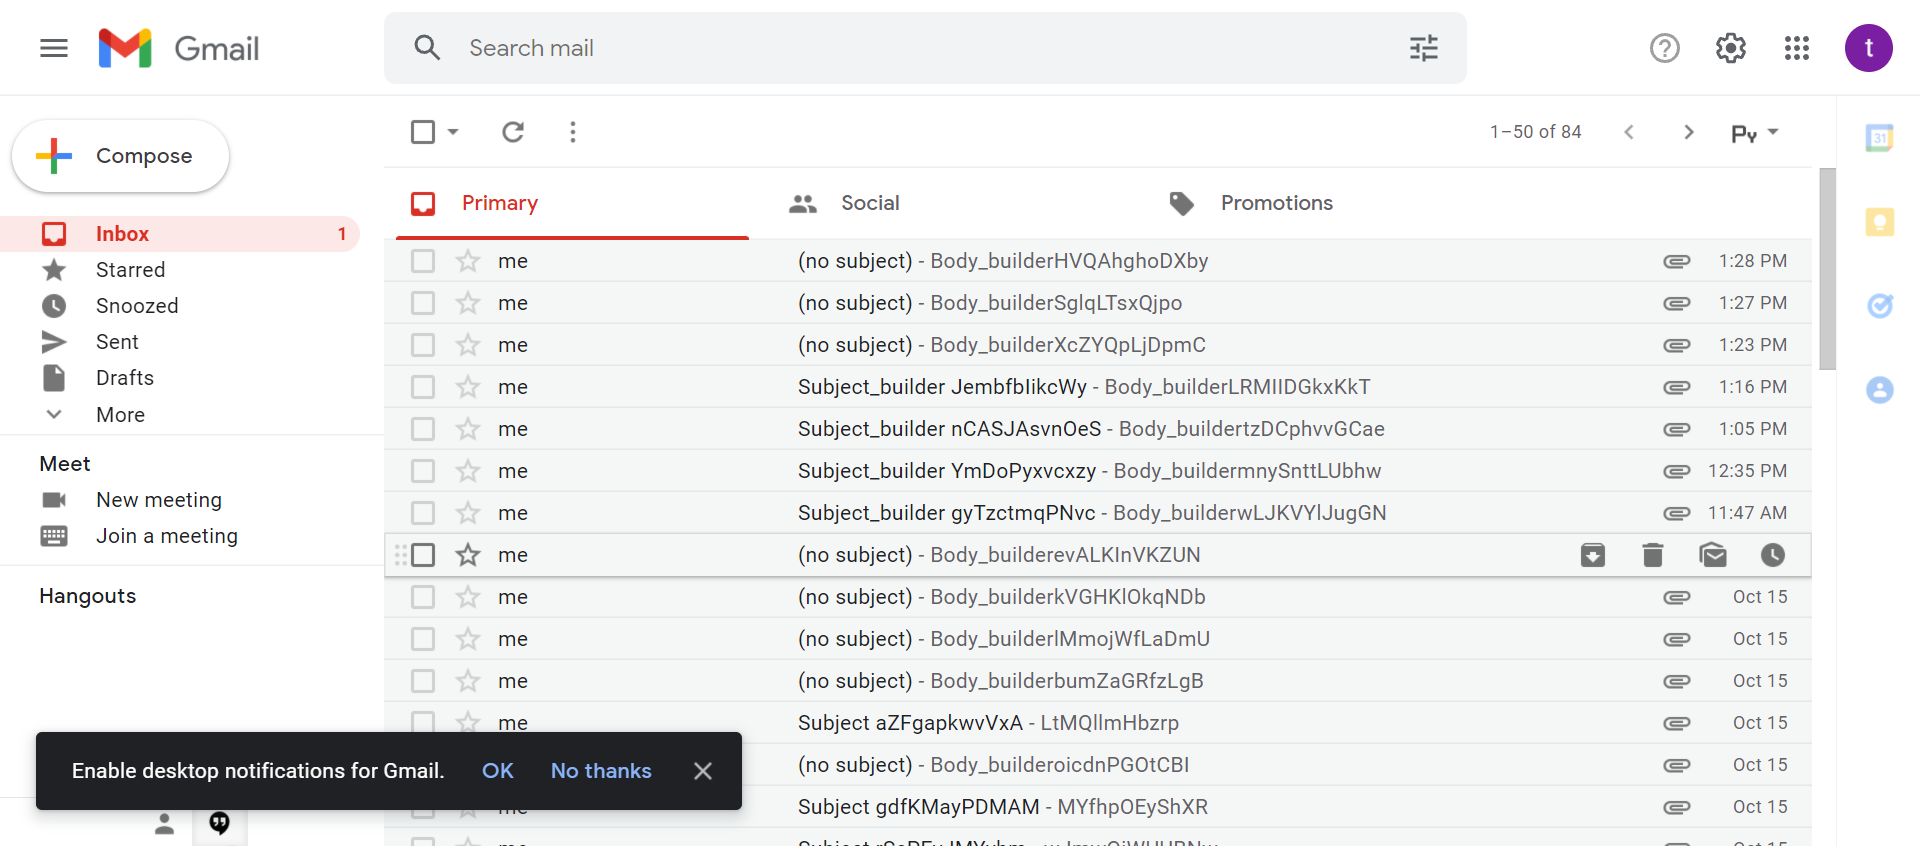 Gmail
Search mail
t
Compose
1–50 of 84
Py
31
Primary
Social
Promotions
Inbox 1
Starred
Snoozed
Sent
Drafts
More
Meet
New meeting
Join a meeting
Hangouts
me (no subject) - Body_builderHVQAhghoDXby 1:28 PM
me (no subject) - Body_builderSglqLTsxQjpo 1:27 PM
me (no subject) - Body_builderXcZYQpLjDpmC 1:23 PM
me Subject_builder JembfbIikcWy - Body_builderLRMIIDGkxKkT 1:16 PM
me Subject_builder nCASJAsvnOeS - Body_buildertzDCphvvGCae 1:05 PM
me Subject_builder YmDoPyxvcxzy - Body_buildermnySnttLUbhw 12:35 PM
me Subject_builder gyTzctmqPNvc - Body_builderwLJKVYlJugGN 11:47 AM
me (no subject) - Body_builderevALKInVKZUN
me (no subject) - Body_builderkVGHKlOkqNDb Oct 15
me (no subject) - Body_builderlMmojWfLaDmU Oct 15
me (no subject) - Body_builderbumZaGRfzLgB Oct 15
me Subject aZFgapkwvVxA - LtMQllmHbzrp Oct 15
(no subject) - Body_builderoicdnPGOtCBI Oct 15
me Subject gdfKMayPDMAM - MYfhpOEyShXR Oct 15
Enable desktop notifications for Gmail. OK No thanks